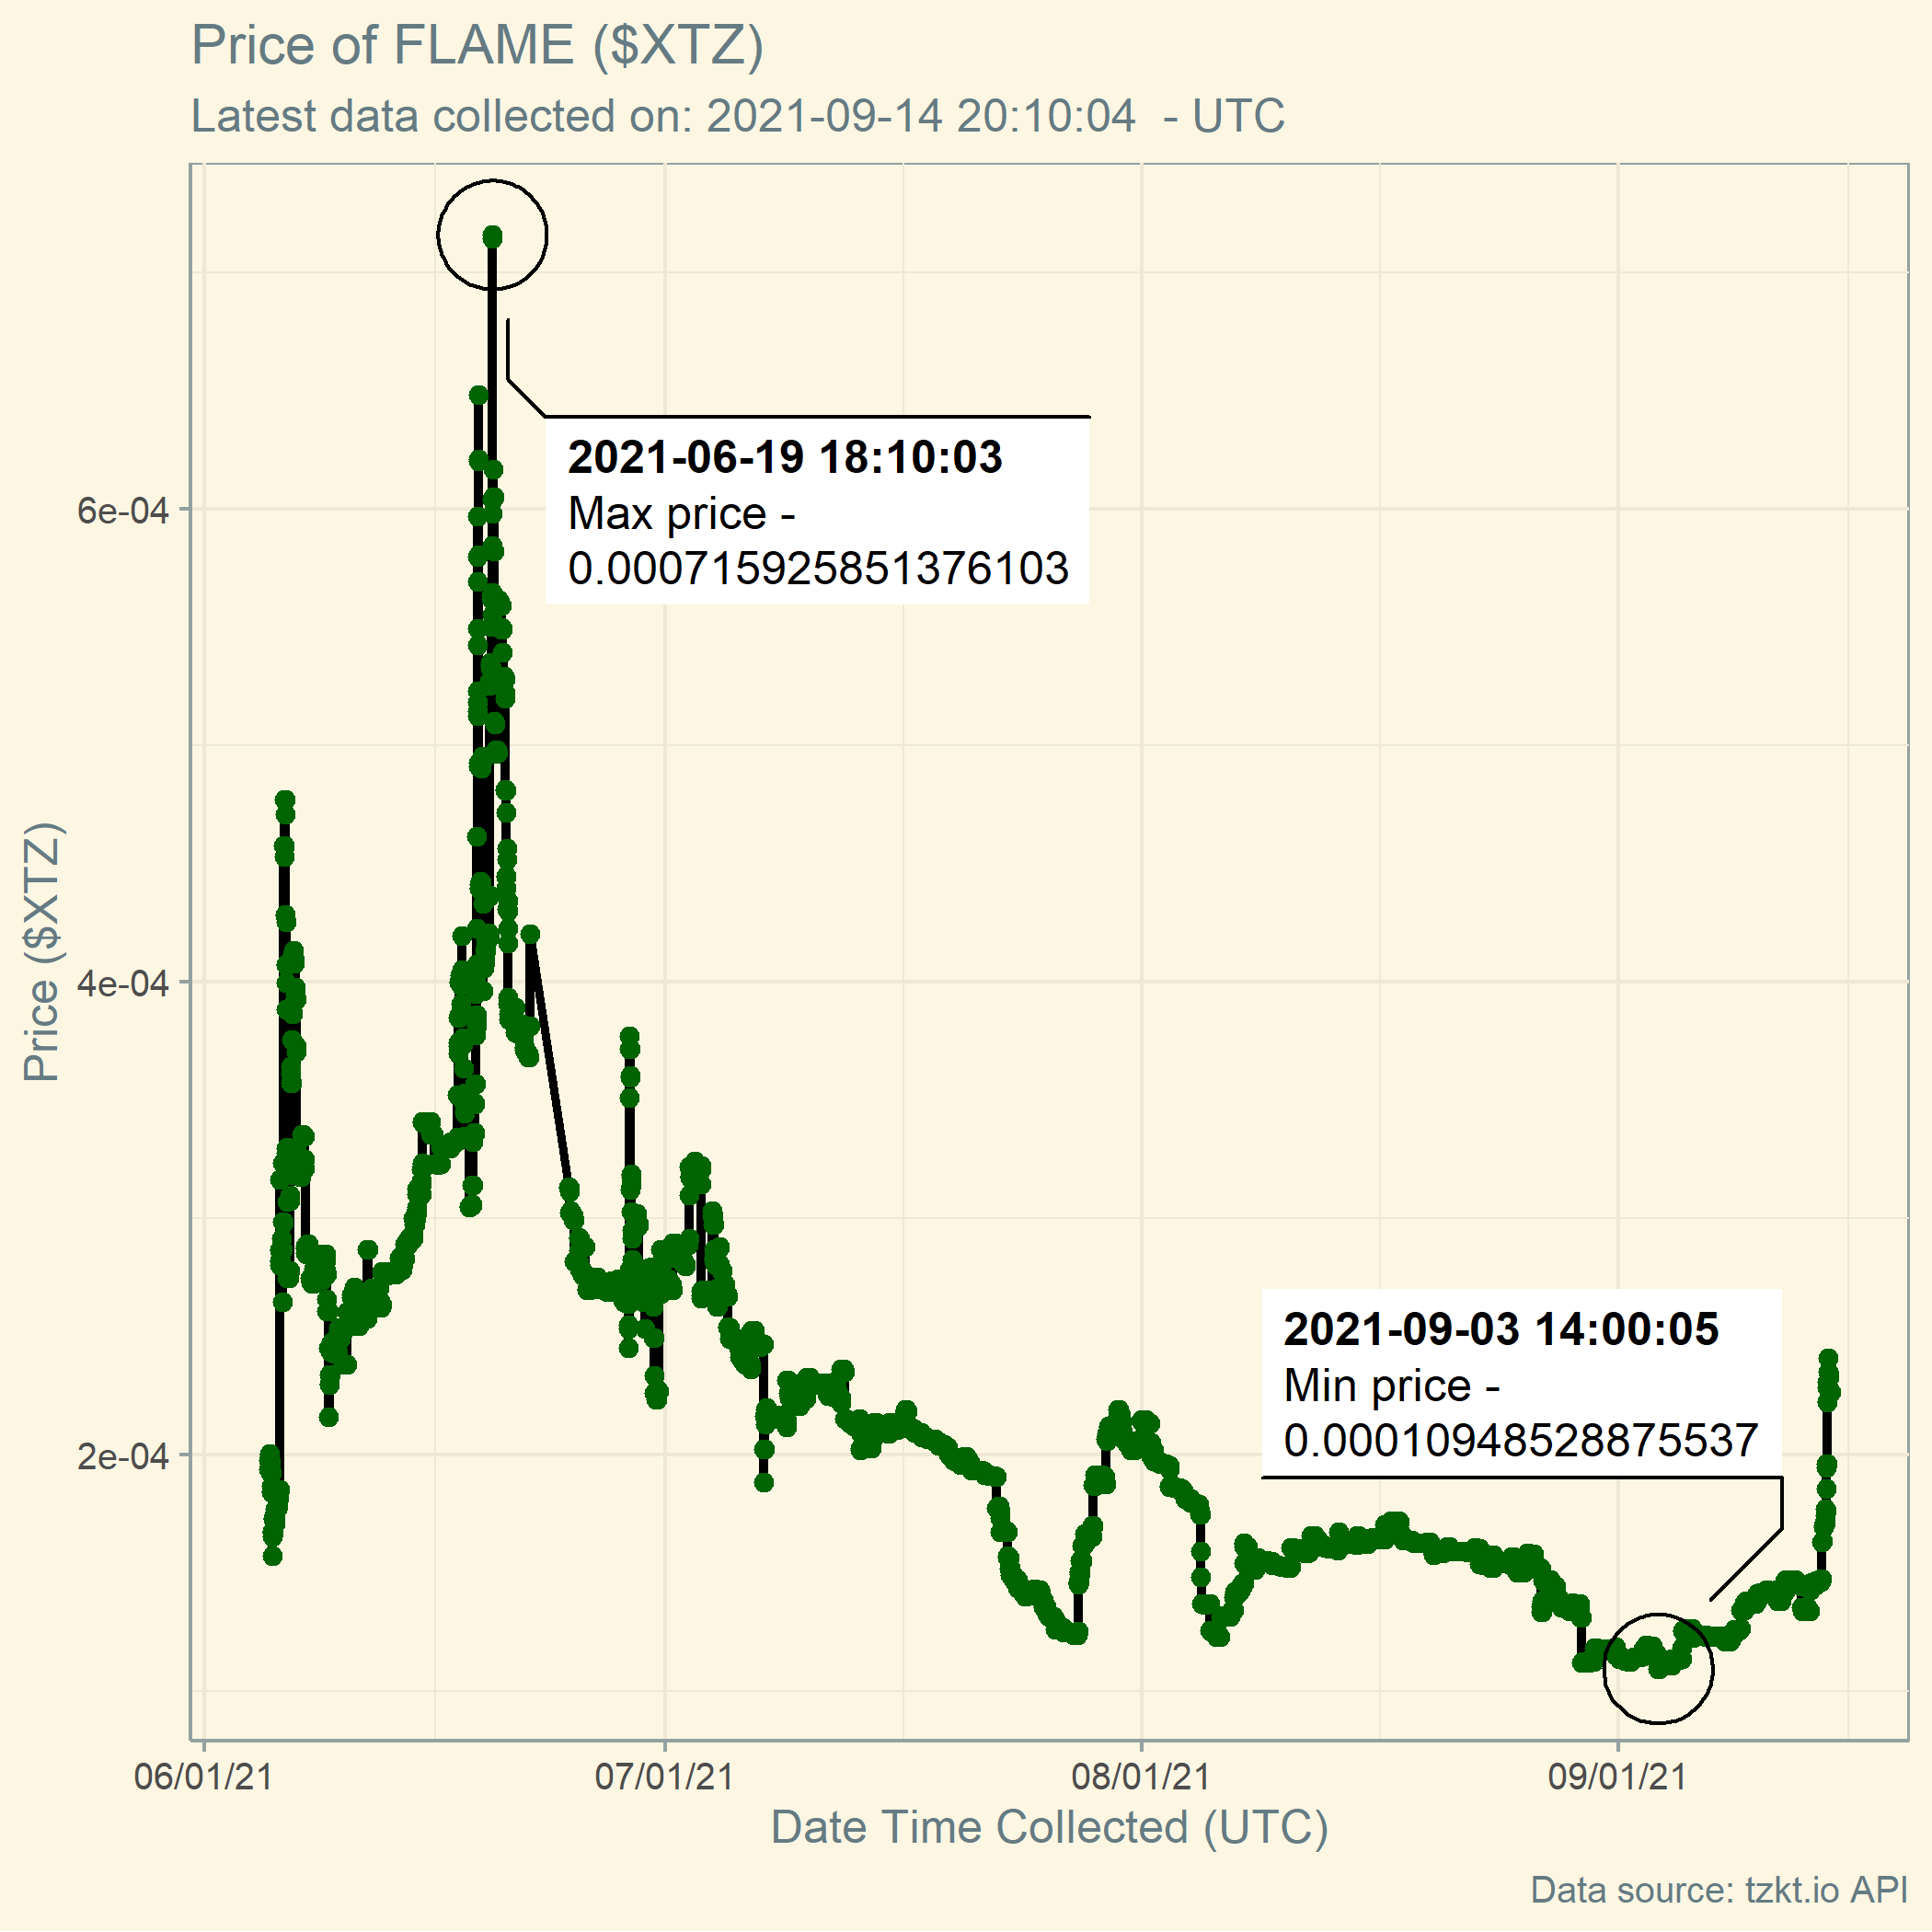 Price of FLAME ($XTZ)
Latest data collected on: 2021-09-14 20:10:04  - UTC
2021-06-19 18:10:03
Max price -
0.000715925851376103
6e-04
4e-04
2e-04
Price ($XTZ)
2021-09-03 14:00:05
Min price -
0.00010948528875537
06/01/21
07/01/21
08/01/21
09/01/21
Date Time Collected (UTC)
Data source: tzkt.io API